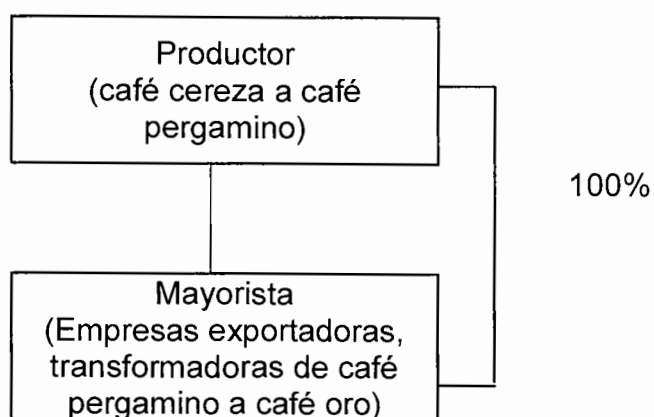 Productor
(café cereza a café
pergamino)
100%
Mayorista
(Empresas exportadoras,
transformadoras de café
pergamino a café oro)